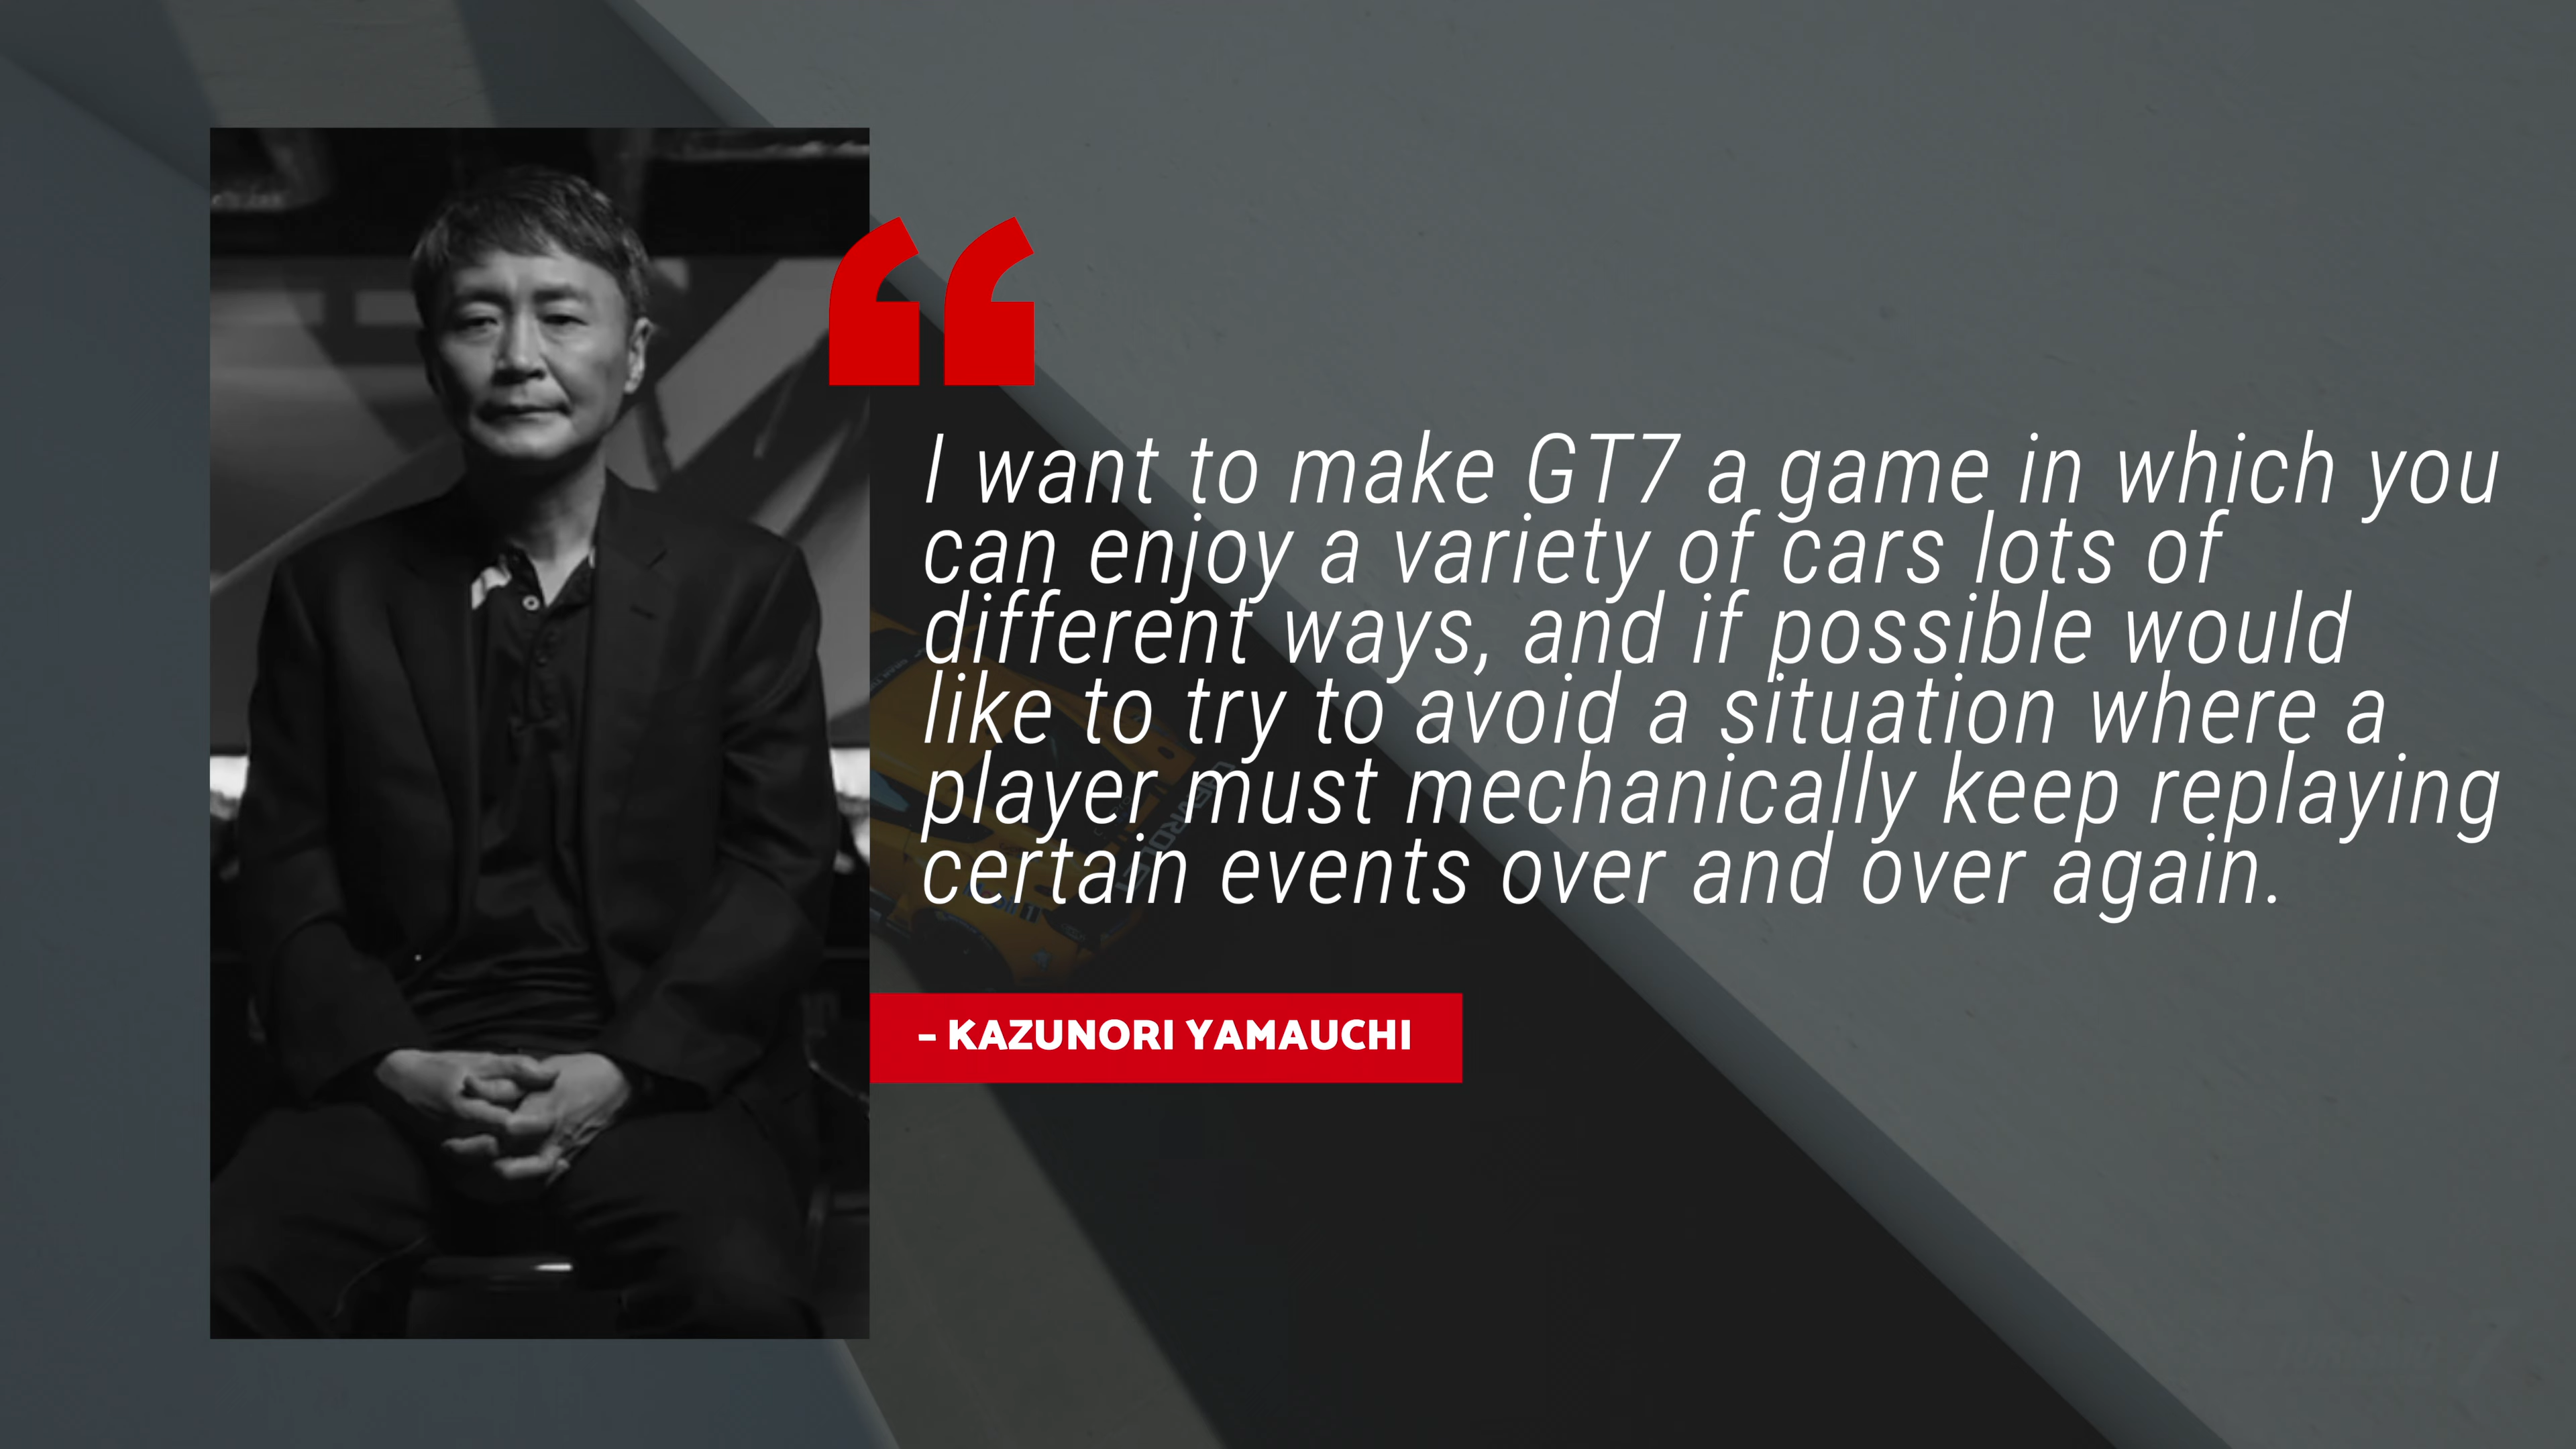 I want to make GT7 a game in which you
can enjoy a variety of cars lots of
different ways, and if possible would
like to try to avoid a situation where a
player must mechanically keep replaying
certain events over and over again.
- KAZUNORI YAMAUCHI